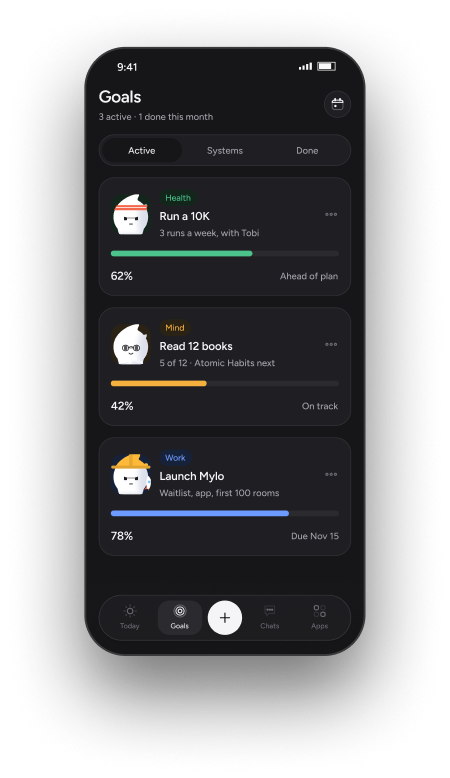 9:41
Goals
3 active · 1 done this month
Active
Systems
Done
Health
Run a 10K
3 runs a week, with Tobi
62%
Ahead of plan
Mind
Read 12 books
5 of 12 · Atomic Habits next
42%
On track
Work
Launch Mylo
Waitlist, app, first 100 rooms
78%
Due Nov 15
Today
Goals
Chats
Apps